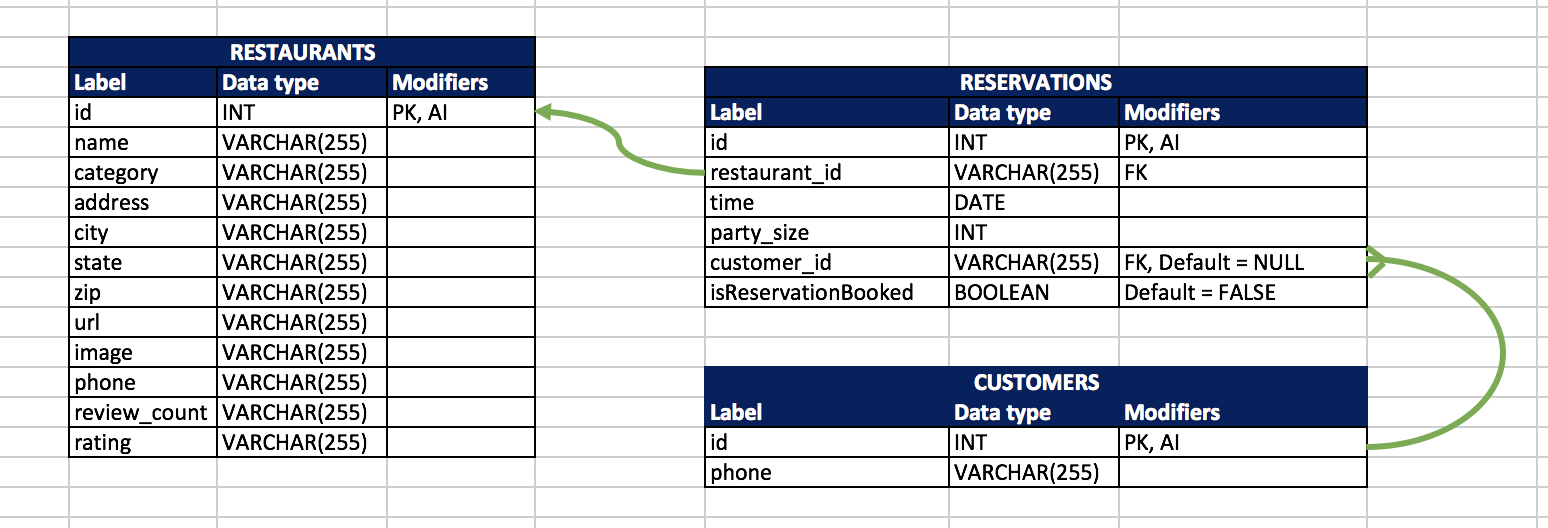 RESTAURANTS
Label Data type Modifiers
id INT PK, AI
name VARCHAR(255)
category VARCHAR(255)
address VARCHAR(255)
city VARCHAR(255)
state VARCHAR(255)
zip VARCHAR(255)
url VARCHAR(255)
image VARCHAR(255)
phone VARCHAR(255)
review_count VARCHAR(255)
rating VARCHAR(255)
RESERVATIONS
Label Data type Modifiers
id INT PK, AI
restaurant_id VARCHAR(255) FK
time DATE
party_size INT
customer_id VARCHAR(255) FK, Default = NULL
isReservationBooked BOOLEAN Default = FALSE
CUSTOMERS
Label Data type Modifiers
id INT PK, AI
phone VARCHAR(255)